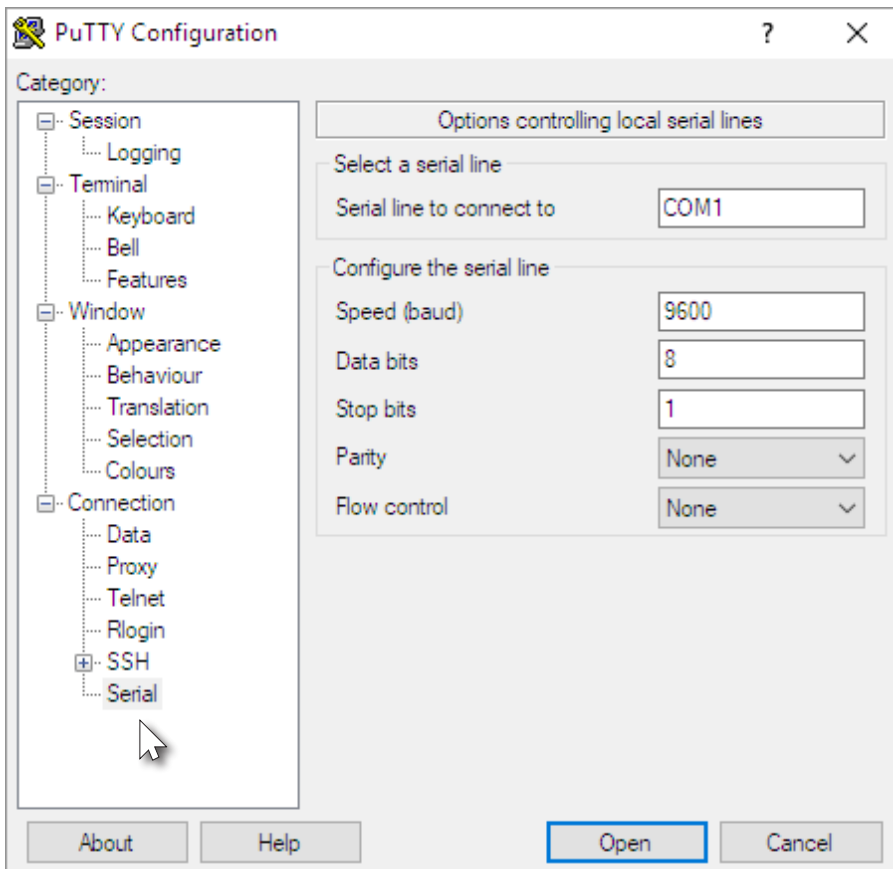 PuTTY Configuration
?
Category:
Session
Logging
Terminal
Keyboard
Bell
Features
Window
Appearance
Behaviour
Translation
Selection
Colours
Connection
Data
Proxy
Telnet
Rlogin
SSH
Serial
Options controlling local serial lines
Select a serial line
Serial line to connect to COM1
Configure the serial line
Speed (baud) 9600
Data bits 8
Stop bits 1
Parity None
Flow control None
About Help Open Cancel